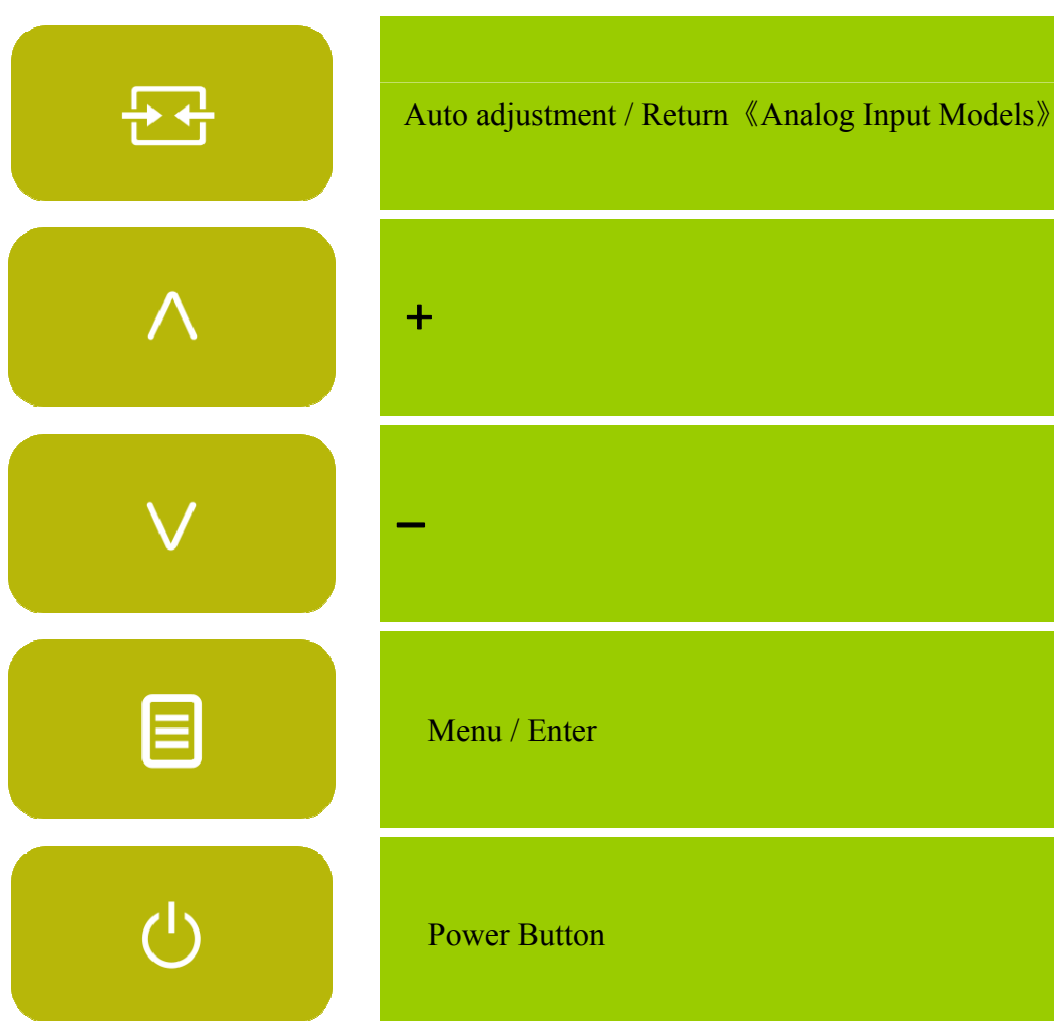 Auto adjustment / Return《Analog Input Models》
+
−
Menu / Enter
Power Button